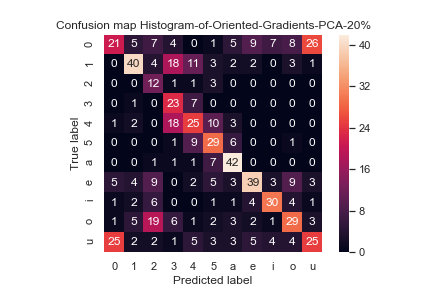 Confusion map Histogram-of-Oriented-Gradients-PCA-20%
0 21 5 7 4 0 1 5 9 7 8 26
1 0 40 4 18 11 3 2 2 0 3 1
2 0 0 12 1 1 3 0 0 0 0 0
3 0 1 0 23 7 0 0 0 0 0 0
4 1 2 0 18 25 10 3 0 0 0 0
5 0 0 0 1 9 29 6 0 0 1 0
a 0 0 1 1 1 7 42 0 0 0 0
e 5 4 9 0 2 5 3 39 3 9 3
i 1 2 6 0 0 1 1 4 30 4 1
o 1 5 19 6 1 2 3 2 1 29 3
u 25 2 2 1 5 3 3 5 4 4 25
0 1 2 3 4 5 a e i o u
True label
Predicted label
40
32
24
16
8
0